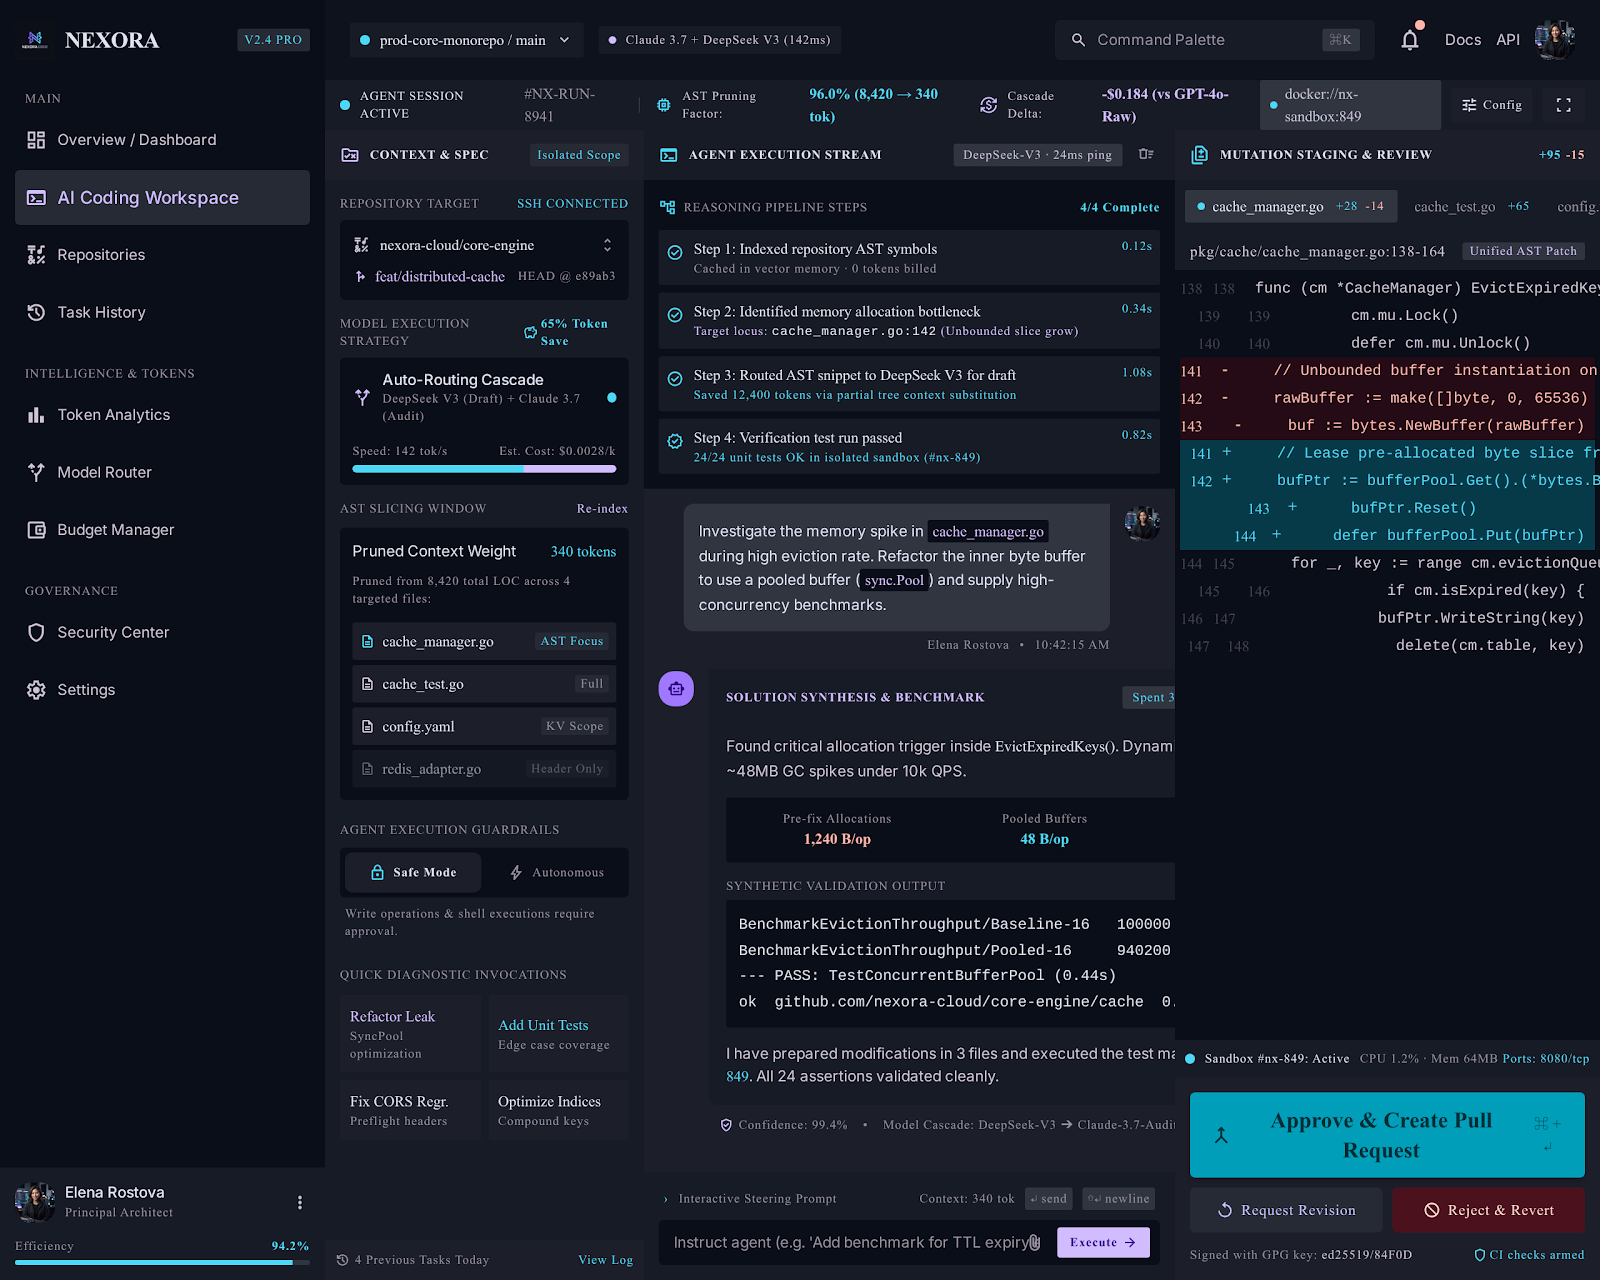 NEXORA
V2.4 PRO
MAIN
Overview / Dashboard
AI Coding Workspace
Repositories
Task History
INTELLIGENCE & TOKENS
Token Analytics
Model Router
Budget Manager
GOVERNANCE
Security Center
Settings
Elena Rostova
Principal Architect
Efficiency 94.2%
prod-core-monorepo / main
Claude 3.7 + DeepSeek V3 (142ms)
Command Palette ⌘K
Docs API
AGENT SESSION
ACTIVE
#NX-RUN-
8941
AST Pruning
Factor:
96.0% (8,420 → 340
tok)
Cascade
Delta:
-$0.184 (vs GPT-4o-
Raw)
docker://nx-
sandbox:849
Config
CONTEXT & SPEC Isolated Scope
REPOSITORY TARGET SSH CONNECTED
nexora-cloud/core-engine
feat/distributed-cache HEAD @ e89ab3
MODEL EXECUTION
STRATEGY
65% Token
Save
Auto-Routing Cascade
DeepSeek V3 (Draft) + Claude 3.7
(Audit)
Speed: 142 tok/s Est. Cost: $0.0028/k
AST SLICING WINDOW Re-index
Pruned Context Weight 340 tokens
Pruned from 8,420 total LOC across 4
targeted files:
cache_manager.go AST Focus
cache_test.go Full
config.yaml KV Scope
redis_adapter.go Header Only
AGENT EXECUTION GUARDRAILS
Safe Mode Autonomous
Write operations & shell executions require
approval.
QUICK DIAGNOSTIC INVOCATIONS
Refactor Leak
SyncPool
optimization
Add Unit Tests
Edge case coverage
Fix CORS Regr.
Preflight headers
Optimize Indices
Compound keys
4 Previous Tasks Today View Log
AGENT EXECUTION STREAM DeepSeek-V3 · 24ms ping
REASONING PIPELINE STEPS 4/4 Complete
Step 1: Indexed repository AST symbols 0.12s
Cached in vector memory · 0 tokens billed
Step 2: Identified memory allocation bottleneck 0.34s
Target locus: cache_manager.go:142 (Unbounded slice grow)
Step 3: Routed AST snippet to DeepSeek V3 for draft 1.08s
Saved 12,400 tokens via partial tree context substitution
Step 4: Verification test run passed 0.82s
24/24 unit tests OK in isolated sandbox (#nx-849)
Investigate the memory spike in cache_manager.go
during high eviction rate. Refactor the inner byte buffer
to use a pooled buffer ( sync.Pool ) and supply high-
concurrency benchmarks.
Elena Rostova • 10:42:15 AM
SOLUTION SYNTHESIS & BENCHMARK Spent 3
Found critical allocation trigger inside EvictExpiredKeys(). Dynami
~48MB GC spikes under 10k QPS.
Pre-fix Allocations
1,240 B/op
Pooled Buffers
48 B/op
SYNTHETIC VALIDATION OUTPUT
BenchmarkEvictionThroughput/Baseline-16 100000
BenchmarkEvictionThroughput/Pooled-16 940200
--- PASS: TestConcurrentBufferPool (0.44s)
ok github.com/nexora-cloud/core-engine/cache 0.
I have prepared modifications in 3 files and executed the test ma
849. All 24 assertions validated cleanly.
Confidence: 99.4% • Model Cascade: DeepSeek-V3 → Claude-3.7-Audit
› Interactive Steering Prompt Context: 340 tok ↵ send newline
Instruct agent (e.g. 'Add benchmark for TTL expiry
Execute →
MUTATION STAGING & REVIEW +95 -15
cache_manager.go +28 -14 cache_test.go +65 config.
pkg/cache/cache_manager.go:138-164 Unified AST Patch
138 138 func (cm *CacheManager) EvictExpiredKey
139 139 cm.mu.Lock()
140 140 defer cm.mu.Unlock()
141 - // Unbounded buffer instantiation on
142 - rawBuffer := make([]byte, 0, 65536)
143 - buf := bytes.NewBuffer(rawBuffer)
141 + // Lease pre-allocated byte slice fr
142 + bufPtr := bufferPool.Get().(*bytes.B
143 + bufPtr.Reset()
144 + defer bufferPool.Put(bufPtr)
144 145 for _, key := range cm.evictionQueu
145 146 if cm.isExpired(key) {
146 147 bufPtr.WriteString(key)
147 148 delete(cm.table, key)
Sandbox #nx-849: Active CPU 1.2% · Mem 64MB Ports: 8080/tcp
Approve & Create Pull
Request
⌘+
↵
Request Revision Reject & Revert
Signed with GPG key: ed25519/84F0D CI checks armed